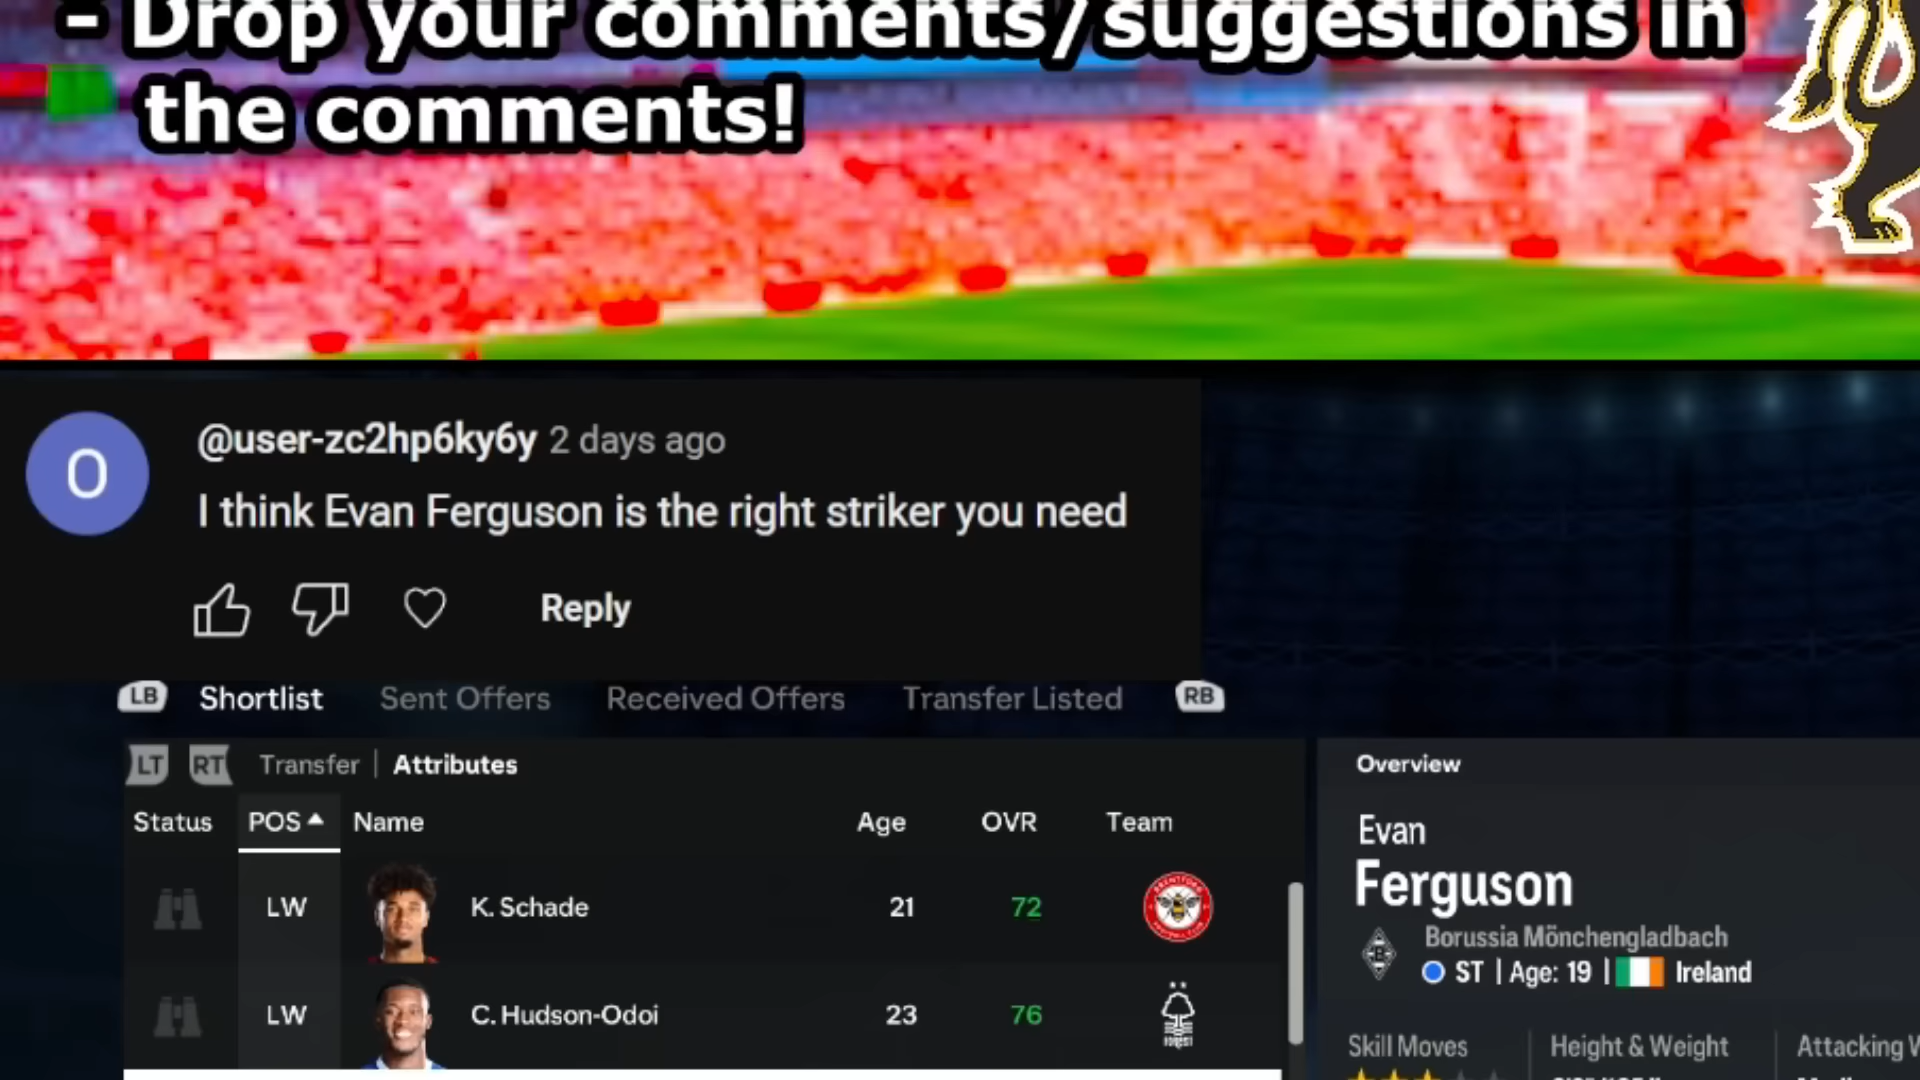 - Drop your comments/suggestions in
the comments!
O
@user-zc2hp6ky6y 2 days ago
I think Evan Ferguson is the right striker you need
Reply
LB Shortlist Sent Offers Received Offers Transfer Listed RB
LT RT Transfer | Attributes
Status POS Name Age OVR Team
LW K. Schade 21 72
LW C. Hudson-Odoi 23 76
FOREST
Overview
Evan
Ferguson
Borussia Mönchengladbach
ST | Age: 19 | Ireland
Skill Moves Height & Weight Attacking W